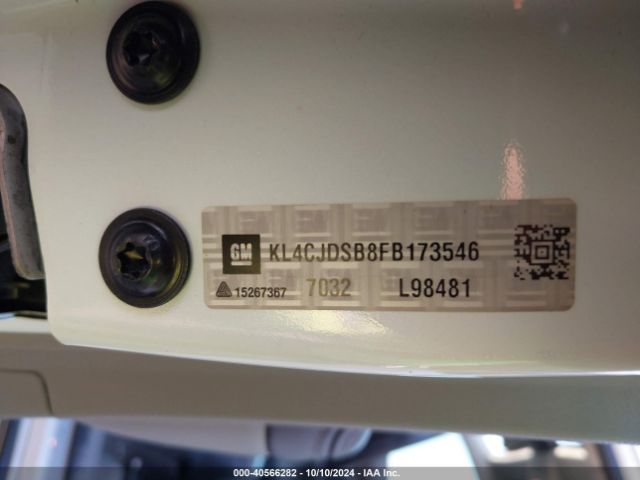 GM KL4CJDSB8FB173546
15267367 7032 L98481
000-40566282 - 10/10/2024 - IAA Inc.